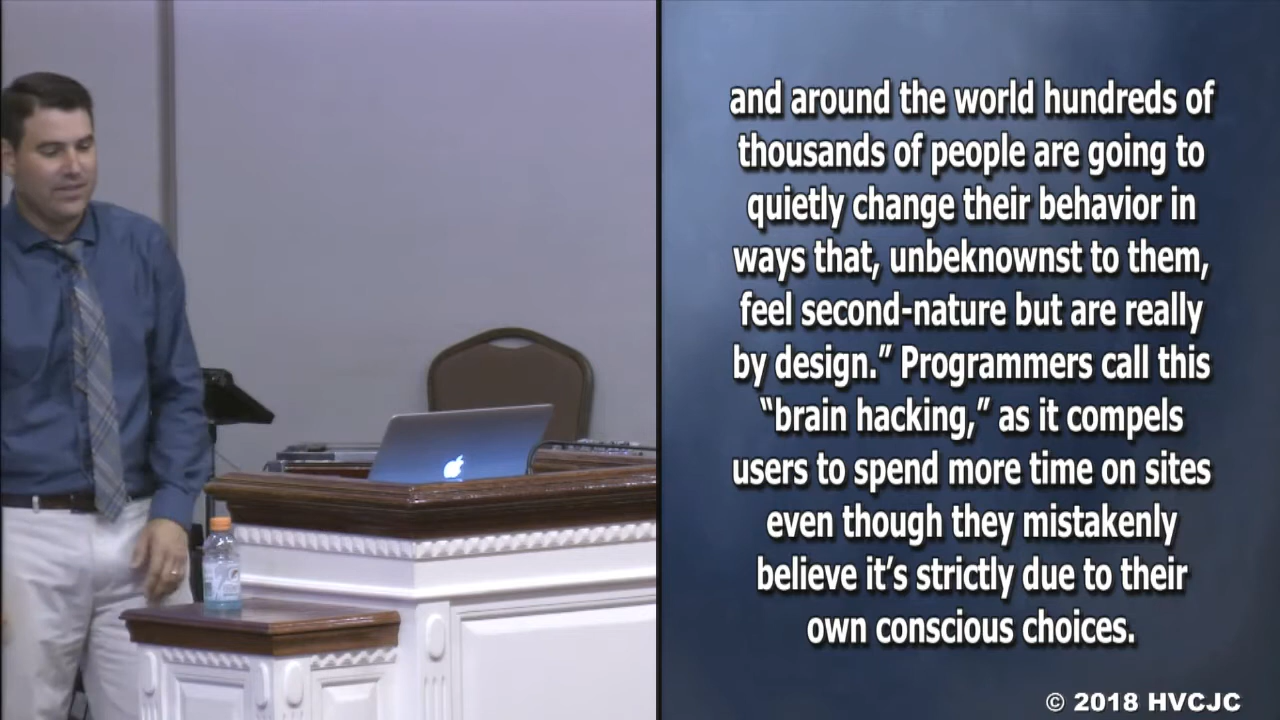 and around the world hundreds of
thousands of people are going to
quietly change their behavior in
ways that, unbeknownst to them,
feel second-nature but are really
by design.” Programmers call this
“brain hacking,” as it compels
users to spend more time on sites
even though they mistakenly
believe it’s strictly due to their
own conscious choices.
© 2018 HVCJC